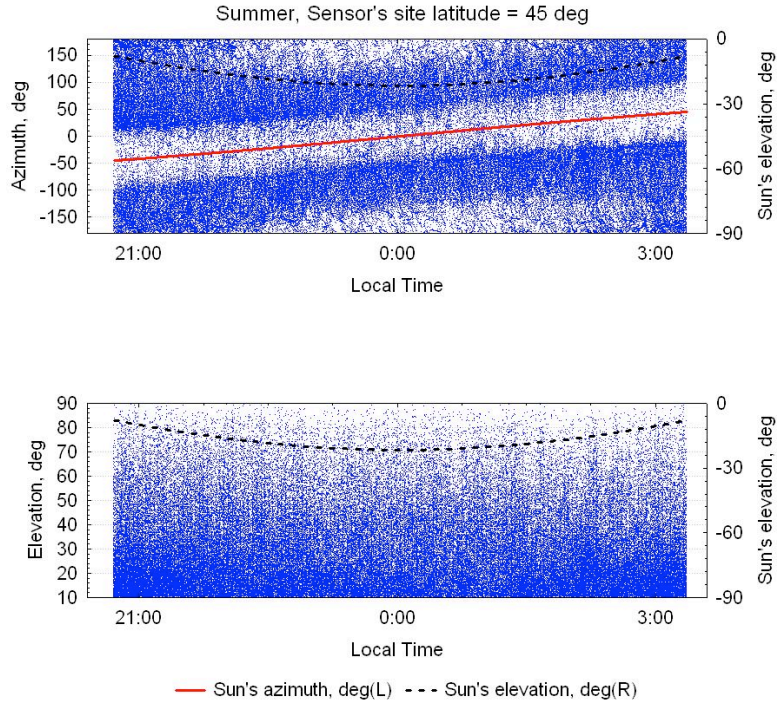 Summer, Sensor's site latitude = 45 deg
Azimuth, deg
150
100
50
0
-50
-100
-150
0
-30
-60
-90
Sun's elevation, deg
21:00 0:00 3:00
Local Time
Elevation, deg
90
80
70
60
50
40
30
20
10
0
-30
-60
-90
Sun's elevation, deg
21:00 0:00 3:00
Local Time
Sun's azimuth, deg(L) Sun's elevation, deg(R)